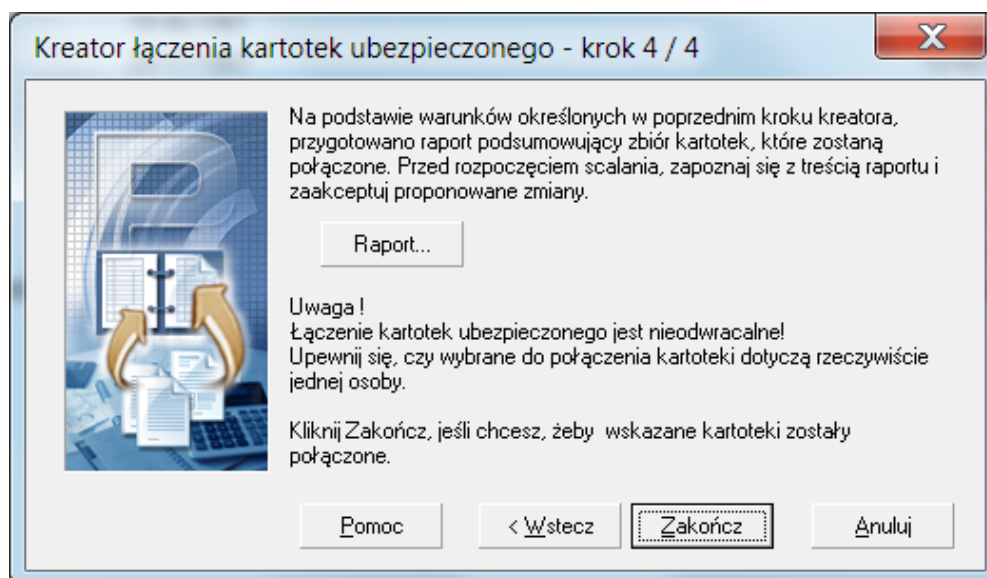 Kreator łączenia kartotek ubezpieczonego - krok 4 / 4
Na podstawie warunków określonych w poprzednim kroku kreatora,
przygotowano raport podsumowujący zbiór kartotek, które zostaną
połączone. Przed rozpoczęciem scalania, zapoznaj się z treścią raportu i
zaakceptuj proponowane zmiany.
Raport...
Uwaga !
Łączenie kartotek ubezpieczonego jest nieodwracalne!
Upewnij się, czy wybrane do połączenia kartoteki dotyczą rzeczywiście
jednej osoby.
Kliknij Zakończ, jeśli chcesz, żeby wskazane kartoteki zostały
połączone.
Pomoc
< Wstecz
Zakończ
Anuluj